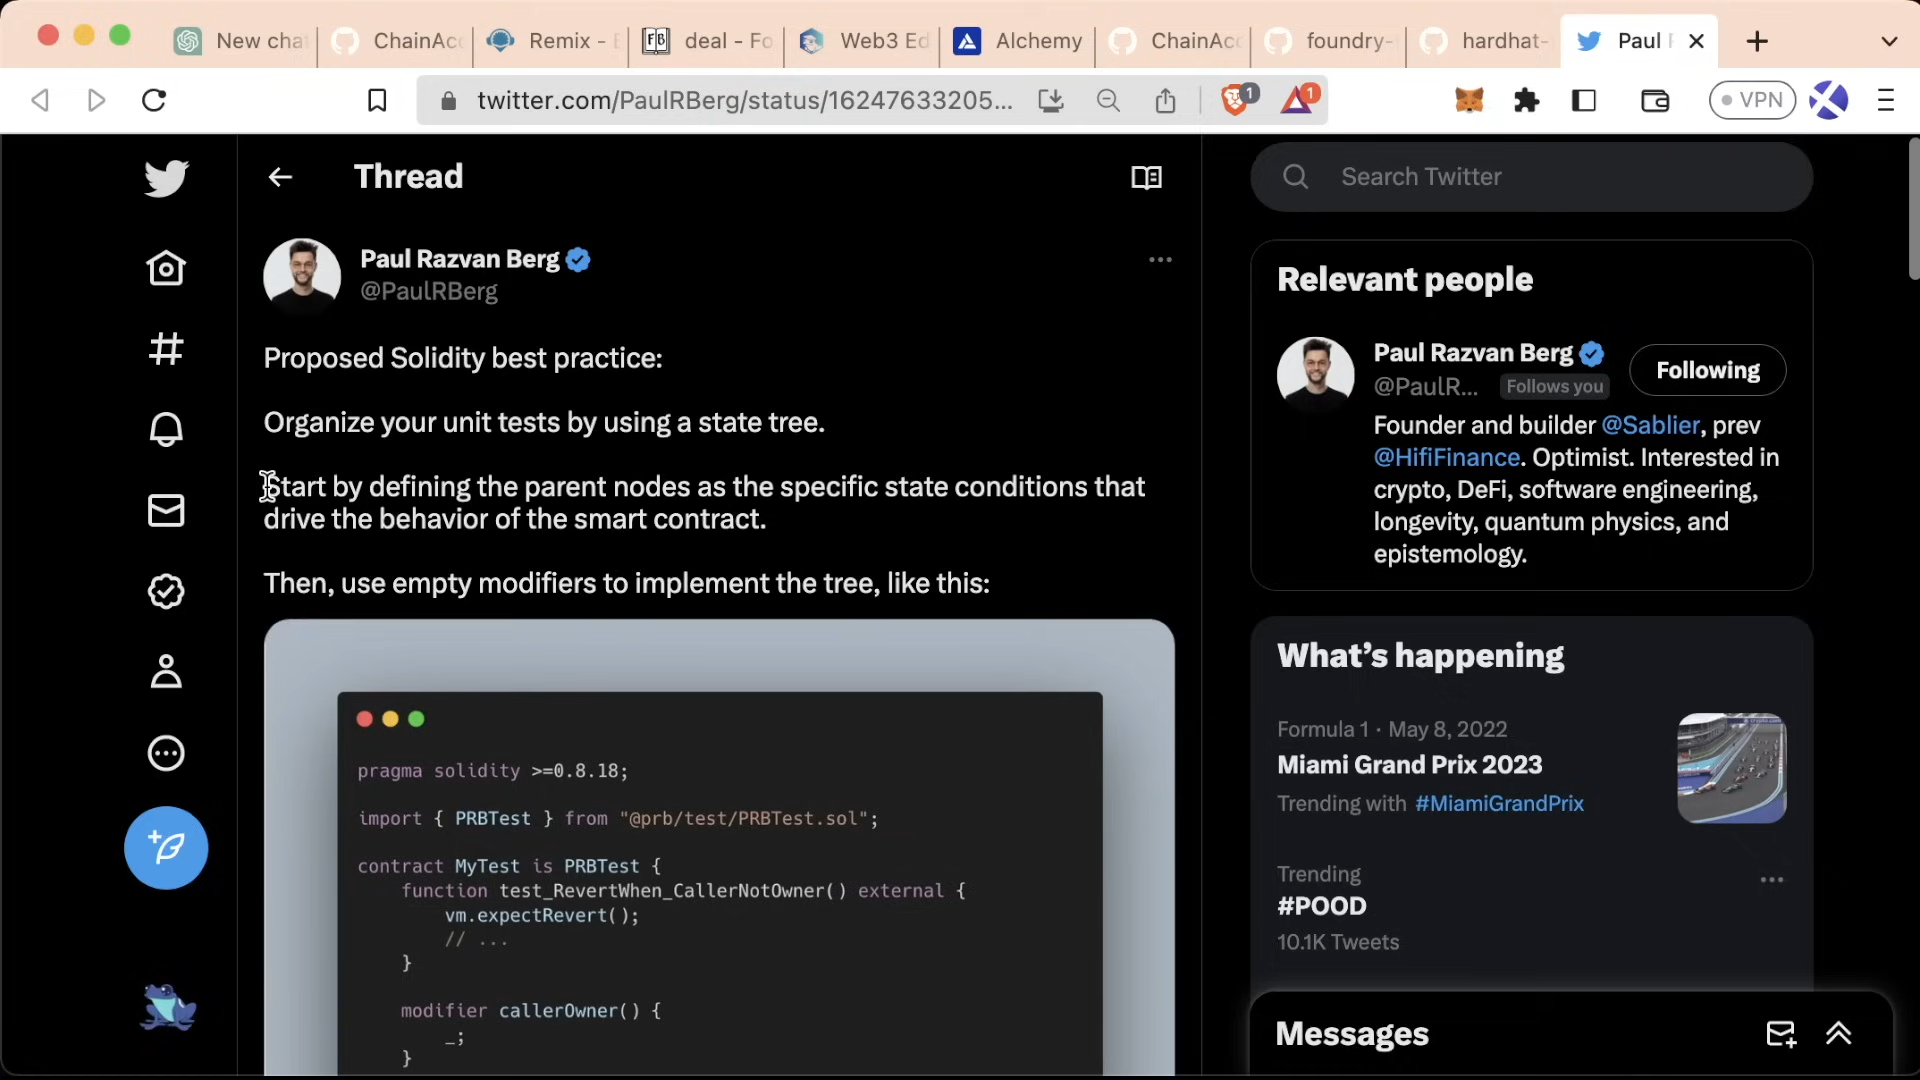 New cha
ChainAcc
Remix - E
deal - Fo
Web3 Ed
Alchemy
ChainAcc
foundry-
hardhat-
Paul
twitter.com/PaulRBerg/status/16247633205...
1
1
VPN
Thread
Search Twitter
Paul Razvan Berg
@PaulRBerg
Proposed Solidity best practice:
Organize your unit tests by using a state tree.
Start by defining the parent nodes as the specific state conditions that
drive the behavior of the smart contract.
Then, use empty modifiers to implement the tree, like this:
pragma solidity >=0.8.18;
import { PRBTest } from "@prb/test/PRBTest.sol";
contract MyTest is PRBTest {
function test_RevertWhen_CallerNotOwner() external {
vm.expectRevert();
// ...
}
modifier callerOwner() {
_;
}
Relevant people
Paul Razvan Berg
@PaulR...
Follows you
Following
Founder and builder @Sablier, prev
@HifiFinance. Optimist. Interested in
crypto, DeFi, software engineering,
longevity, quantum physics, and
epistemology.
What's happening
Formula 1 · May 8, 2022
Miami Grand Prix 2023
Trending with #MiamiGrandPrix
Trending
#POOD
10.1K Tweets
Messages